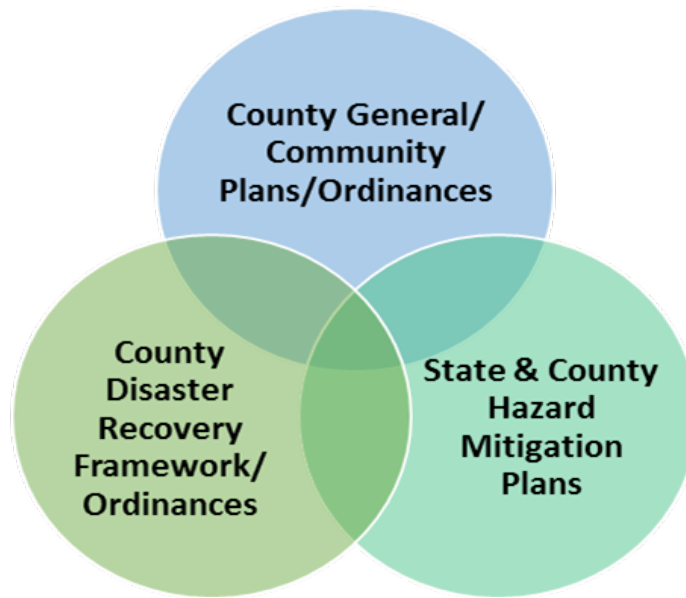 County General/
Community
Plans/Ordinances
County
Disaster
Recovery
Framework/
Ordinances
State & County
Hazard
Mitigation
Plans